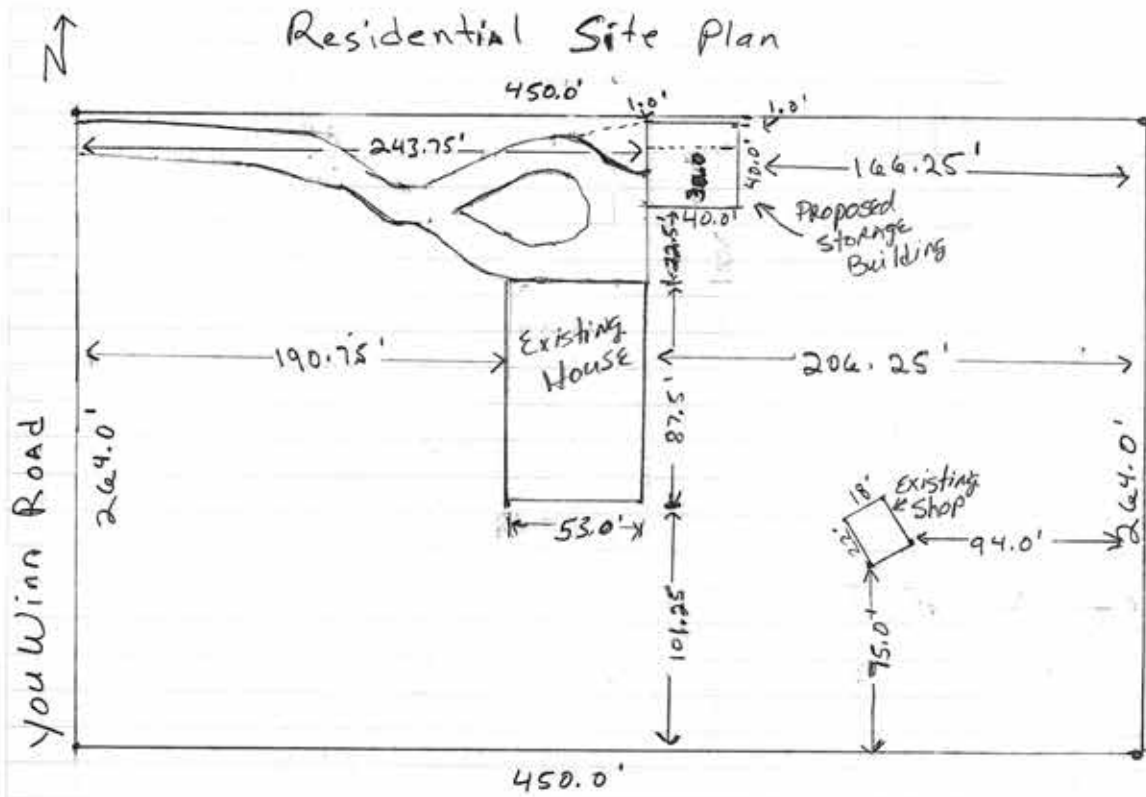 N
Residential Site Plan
450.0'
1.0'
1.0'
243.75'
40.0'
166.25'
40.0'
Proposed
Storage
Building
22.5'
Existing
House
190.75'
206.25'
87.5'
You Winn Road
264.0'
264.0'
53.0'
18'
Existing
Shop
22'
94.0'
101.25
95.0'
450.0'